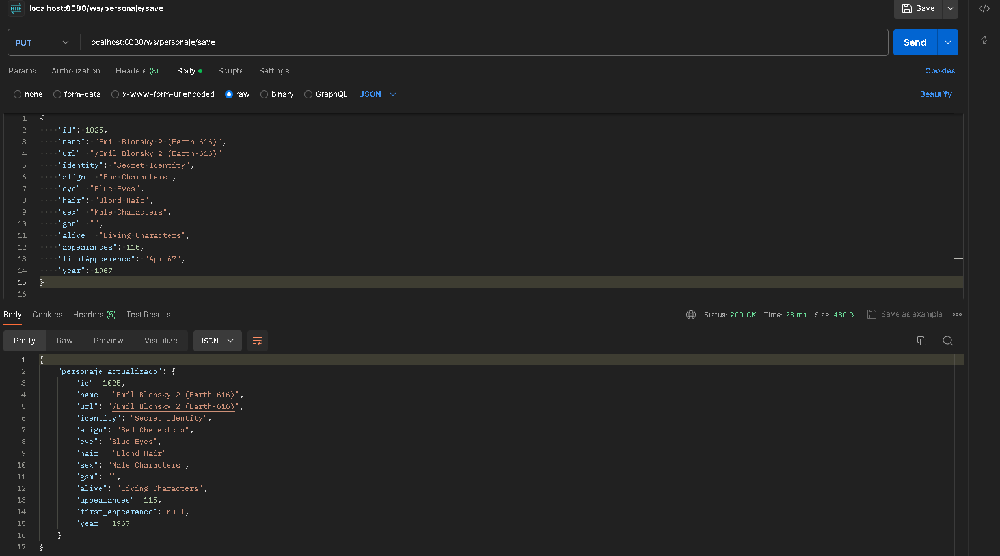 HTTP localhost:8080/ws/personaje/save Save
PUT localhost:8080/ws/personaje/save Send
Params Authorization Headers (8) Body Scripts Settings Cookies
none form-data x-www-form-urlencoded raw binary GraphQL JSON Beautify
1 {
2 "id": 1025,
3 "name": "Emil Blonsky 2 (Earth-616)",
4 "url": "/Emil_Blonsky_2_(Earth-616)",
5 "identity": "Secret Identity",
6 "align": "Bad Characters",
7 "eye": "Blue Eyes",
8 "hair": "Blond Hair",
9 "sex": "Male Characters",
10 "gsm": "",
11 "alive": "Living Characters",
12 "appearances": 115,
13 "firstAppearance": "Apr-67",
14 "year": 1967
15 }
16
Body Cookies Headers (5) Test Results Status: 200 OK Time: 28 ms Size: 480 B Save as example
Pretty Raw Preview Visualize JSON
1 {
2 "personaje actualizado": {
3 "id": 1025,
4 "name": "Emil Blonsky 2 (Earth-616)",
5 "url": "/Emil_Blonsky_2_(Earth-616)",
6 "identity": "Secret Identity",
7 "align": "Bad Characters",
8 "eye": "Blue Eyes",
9 "hair": "Blond Hair",
10 "sex": "Male Characters",
11 "gsm": "",
12 "alive": "Living Characters",
13 "appearances": 115,
14 "first_appearance": null,
15 "year": 1967
16 }
17 }